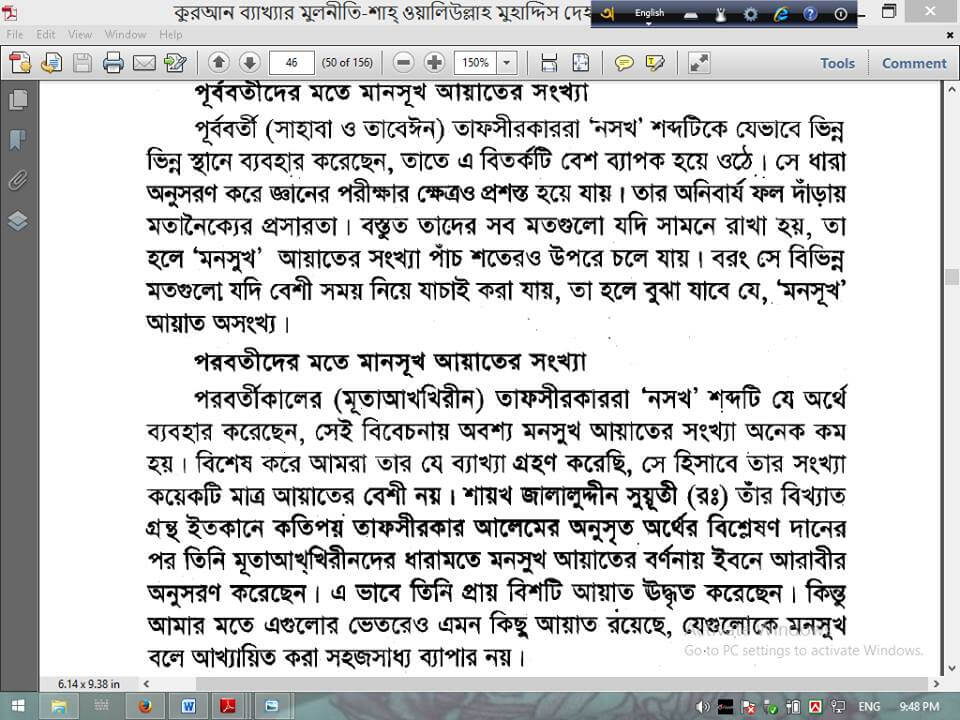 কুরআন ব্যাখ্যার মুলনীতি-শাহ্ ওয়ালিউল্লাহ মুহাদ্দিস দেহ
English
File Edit View Window Help
46 (50 of 156) 150% Tools Comment
পূর্ববর্তীদের মতে মানসূখ আয়াতের সংখ্যা
পূর্ববর্তী (সাহাবা ও তাবেঈন) তাফসীরকাররা ‘নসখ’ শব্দটিকে যেভাবে ভিন্ন
ভিন্ন স্থানে ব্যবহার করেছেন, তাতে এ বিতর্কটি বেশ ব্যাপক হয়ে ওঠে। সে ধারা
অনুসরণ করে জ্ঞানের পরীক্ষার ক্ষেত্রও প্রশস্ত হয়ে যায়। তার অনিবার্য ফল দাঁড়ায়
মতানৈক্যের প্রসারতা। বস্তুত তাদের সব মতগুলো যদি সামনে রাখা হয়, তা
হলে ‘মনসুখ’ আয়াতের সংখ্যা পাঁচ শতেরও উপরে চলে যায়। বরং সে বিভিন্ন
মতগুলো যদি বেশী সময় নিয়ে যাচাই করা যায়, তা হলে বুঝা যাবে যে, ‘মনসূখ’
আয়াত অসংখ্য।
পরবর্তীদের মতে মানসূখ আয়াতের সংখ্যা
পরবর্তীকালের (মূতাআখখিরীন) তাফসীরকাররা ‘নসখ’ শব্দটি যে অর্থে
ব্যবহার করেছেন, সেই বিবেচনায় অবশ্য মনসুখ আয়াতের সংখ্যা অনেক কম
হয়। বিশেষ করে আমরা তার যে ব্যাখ্যা গ্রহণ করেছি, সে হিসাবে তার সংখ্যা
কয়েকটি মাত্র আয়াতের বেশী নয়। শায়খ জালালুদ্দীন সুয়ূতী (রঃ) তাঁর বিখ্যাত
গ্রন্থ ইতকানে কতিপয় তাফসীরকার আলেমের অনুসৃত অর্থের বিশ্লেষণ দানের
পর তিনি মূতাআখ্খিরীনদের ধারামতে মনসুখ আয়াতের বর্ণনায় ইবনে আরাবীর
অনুসরণ করেছেন। এ ভাবে তিনি প্রায় বিশটি আয়াত উদ্ধৃত করেছেন। কিন্তু
আমার মতে এগুলোর ভেতরেও এমন কিছু আয়াত রয়েছে, যেগুলোকে মনসুখ
বলে আখ্যায়িত করা সহজসাধ্য ব্যাপার নয়।
Activate Windows
Go to PC settings to activate Windows.
6.14 x 9.38 in
ENG 9:48 PM